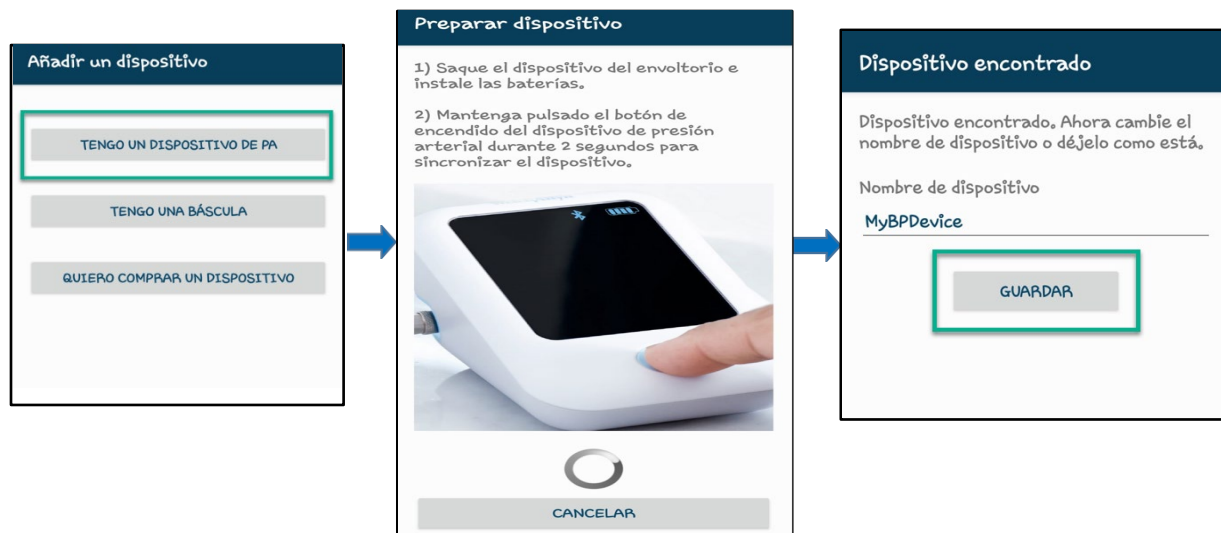 Añadir un dispositivo
TENGO UN DISPOSITIVO DE PA
TENGO UNA BÁSCULA
QUIERO COMPRAR UN DISPOSITIVO
Preparar dispositivo
1) Saque el dispositivo del envoltorio e
instale las baterías.
2) Mantenga pulsado el botón de
encendido del dispositivo de presión
arterial durante 2 segundos para
sincronizar el dispositivo.
CANCELAR
Dispositivo encontrado
Dispositivo encontrado. Ahora cambie el
nombre de dispositivo o déjelo como está.
Nombre de dispositivo
MyBPDevice
GUARDAR